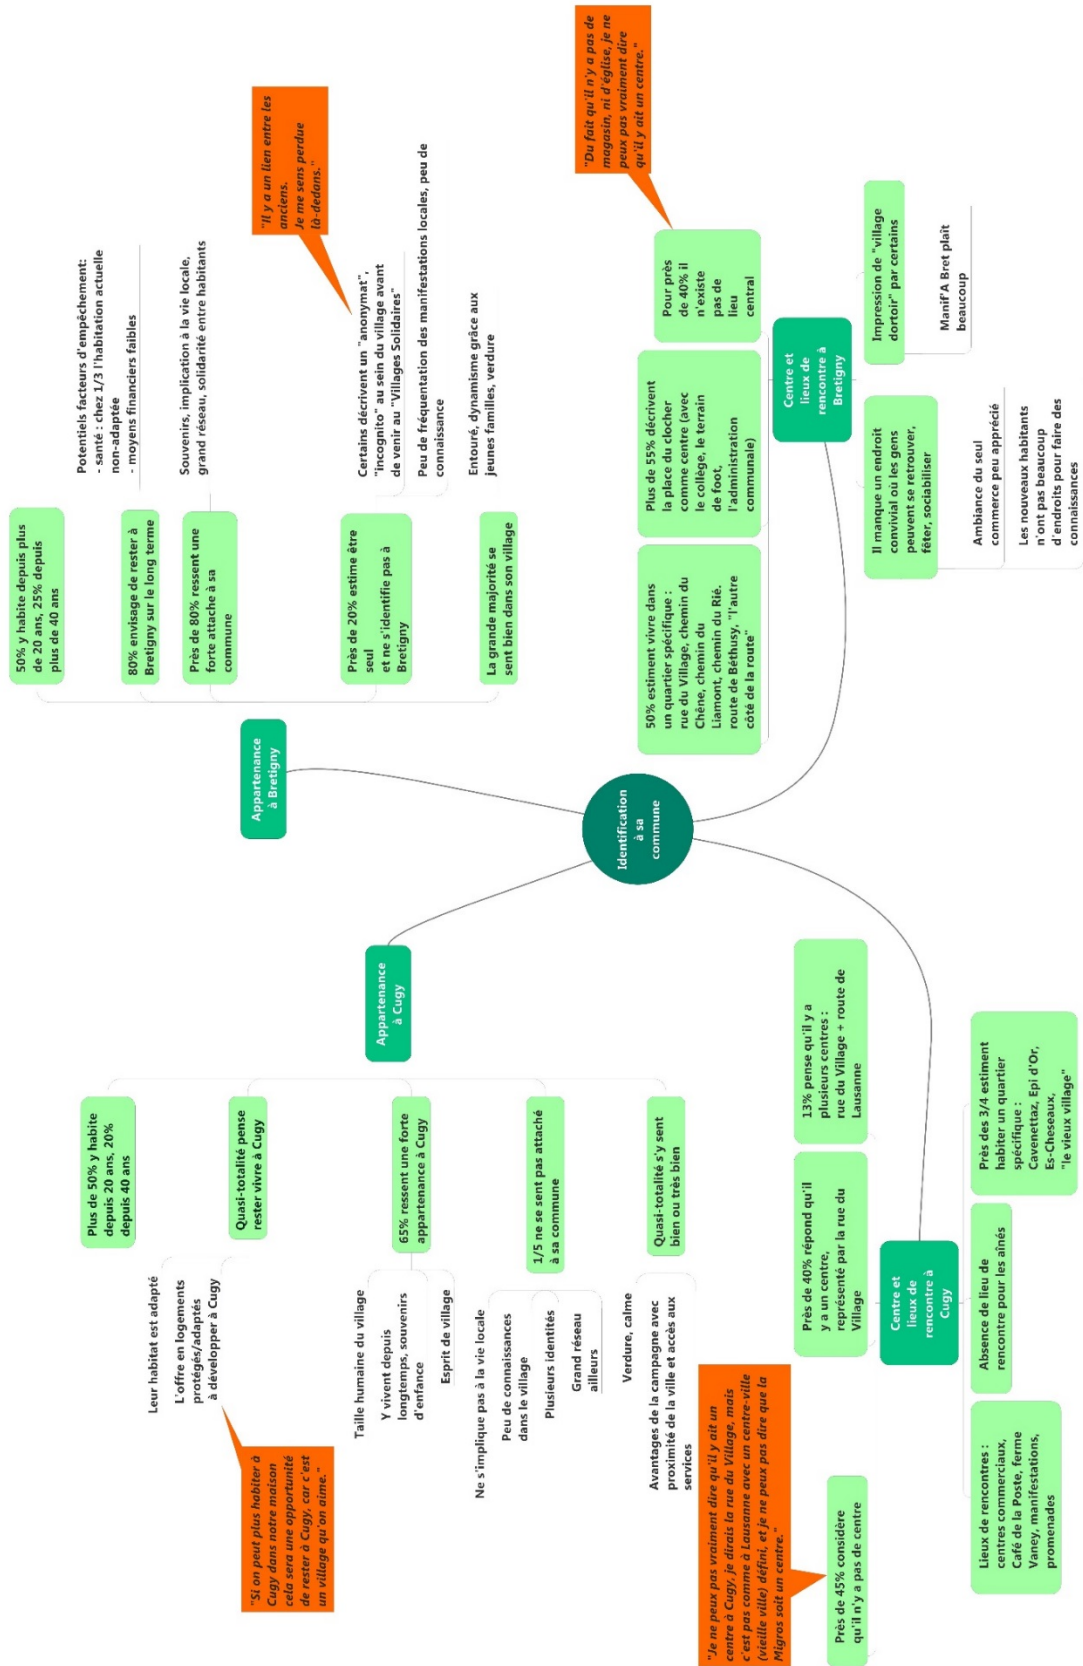 Identification
à sa
commune
Appartenance
à Cugy
Plus de 50% y habite
depuis 20 ans, 20%
depuis 40 ans
Quasi-totalité pense
rester vivre à Cugy
Leur habitat est adapté
L'offre en logements
protégés/adaptés
à développer à Cugy
"Si on peut plus habiter à
Cugy dans notre maison
cela sera une opportunité
de rester à Cugy, car c'est
un village qu'on aime."
65% ressent une forte
appartenance à Cugy
Taille humaine du village
Y vivent depuis
longtemps, souvenirs
d'enfance
Esprit de village
1/5 ne se sent pas attaché
à sa commune
Ne s'implique pas à la vie locale
Peu de connaissances
dans le village
Plusieurs identités
Grand réseau
ailleurs
Quasi-totalité s'y sent
bien ou très bien
Verdure, calme
Avantages de la campagne avec
proximité de la ville et accès aux
services
Appartenance
à Bretigny
50% y habite depuis plus
de 20 ans, 25% depuis
plus de 40 ans
80% envisage de rester à
Bretigny sur le long terme
Potentiels facteurs d'empêchement:
- santé : chez 1/3 l'habitation actuelle
non-adaptée
- moyens financiers faibles
Près de 80% ressent une
forte attache à sa
commune
Souvenirs, implication à la vie locale,
grand réseau, solidarité entre habitants
Près de 20% estime être
seul
et ne s'identifie pas à
Bretigny
Certains décrivent un "anonymat",
"incognito" au sein du village avant
de venir au "Villages Solidaires"
"Il y a un lien entre les
anciens.
Je me sens perdue
là-dedans."
Peu de fréquentation des manifestations locales, peu de
connaissance
La grande majorité se
sent bien dans son village
Entouré, dynamisme grâce aux
jeunes familles, verdure
Centre et
lieux de
rencontre à
Cugy
Près de 45% considère
qu'il n'y a pas de centre
"Je ne peux pas vraiment dire qu'il y ait un
centre à Cugy, je dirais la rue du Village, mais
c'est pas comme à Lausanne avec un centre-ville
(vieille ville) défini, et je ne peux pas dire que la
Migros soit un centre."
Près de 40% répond qu'il
y a un centre,
représenté par la rue du
Village
13% pense qu'il y a
plusieurs centres :
rue du Village + route de
Lausanne
Lieux de rencontres :
centres commerciaux,
Café de la Poste, ferme
Vaney, manifestations,
promenades
Absence de lieu de
rencontre pour les aînés
Près des 3/4 estiment
habiter un quartier
spécifique :
Cavenettaz, Epi d'Or,
Es-Cheseaux,
"le vieux village"
Centre et
lieux de
rencontre à
Bretigny
50% estiment vivre dans
un quartier spécifique :
rue du Village, chemin du
Chêne, chemin du
Liamont, chemin du Rié.
route de Béthusy, "l'autre
côté de la route"
Plus de 55% décrivent
la place du clocher
comme centre (avec
le collège, le terrain
de foot,
l'administration
communale)
Pour près
de 40% il
n'existe
pas de
lieu
central
"Du fait qu'il n'y a pas de
magasin, ni d'église, je ne
peux pas vraiment dire
qu'il y ait un centre."
Il manque un endroit
convivial où les gens
peuvent se retrouver,
fêter, sociabiliser
Ambiance du seul
commerce peu apprécié
Les nouveaux habitants
n'ont pas beaucoup
d'endroits pour faire des
connaissances
Impression de "village
dortoir" par certains
Manif'A Bret plaît
beaucoup